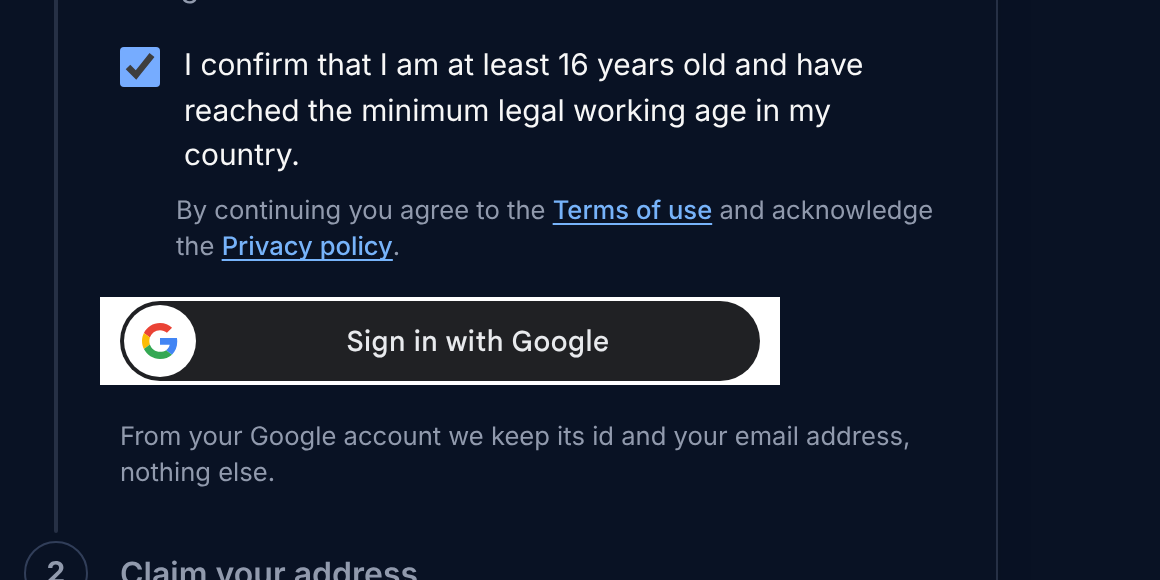 I confirm that I am at least 16 years old and have
reached the minimum legal working age in my
country.
By continuing you agree to the Terms of use and acknowledge
the Privacy policy.
Sign in with Google
From your Google account we keep its id and your email address,
nothing else.
2
Claim your address